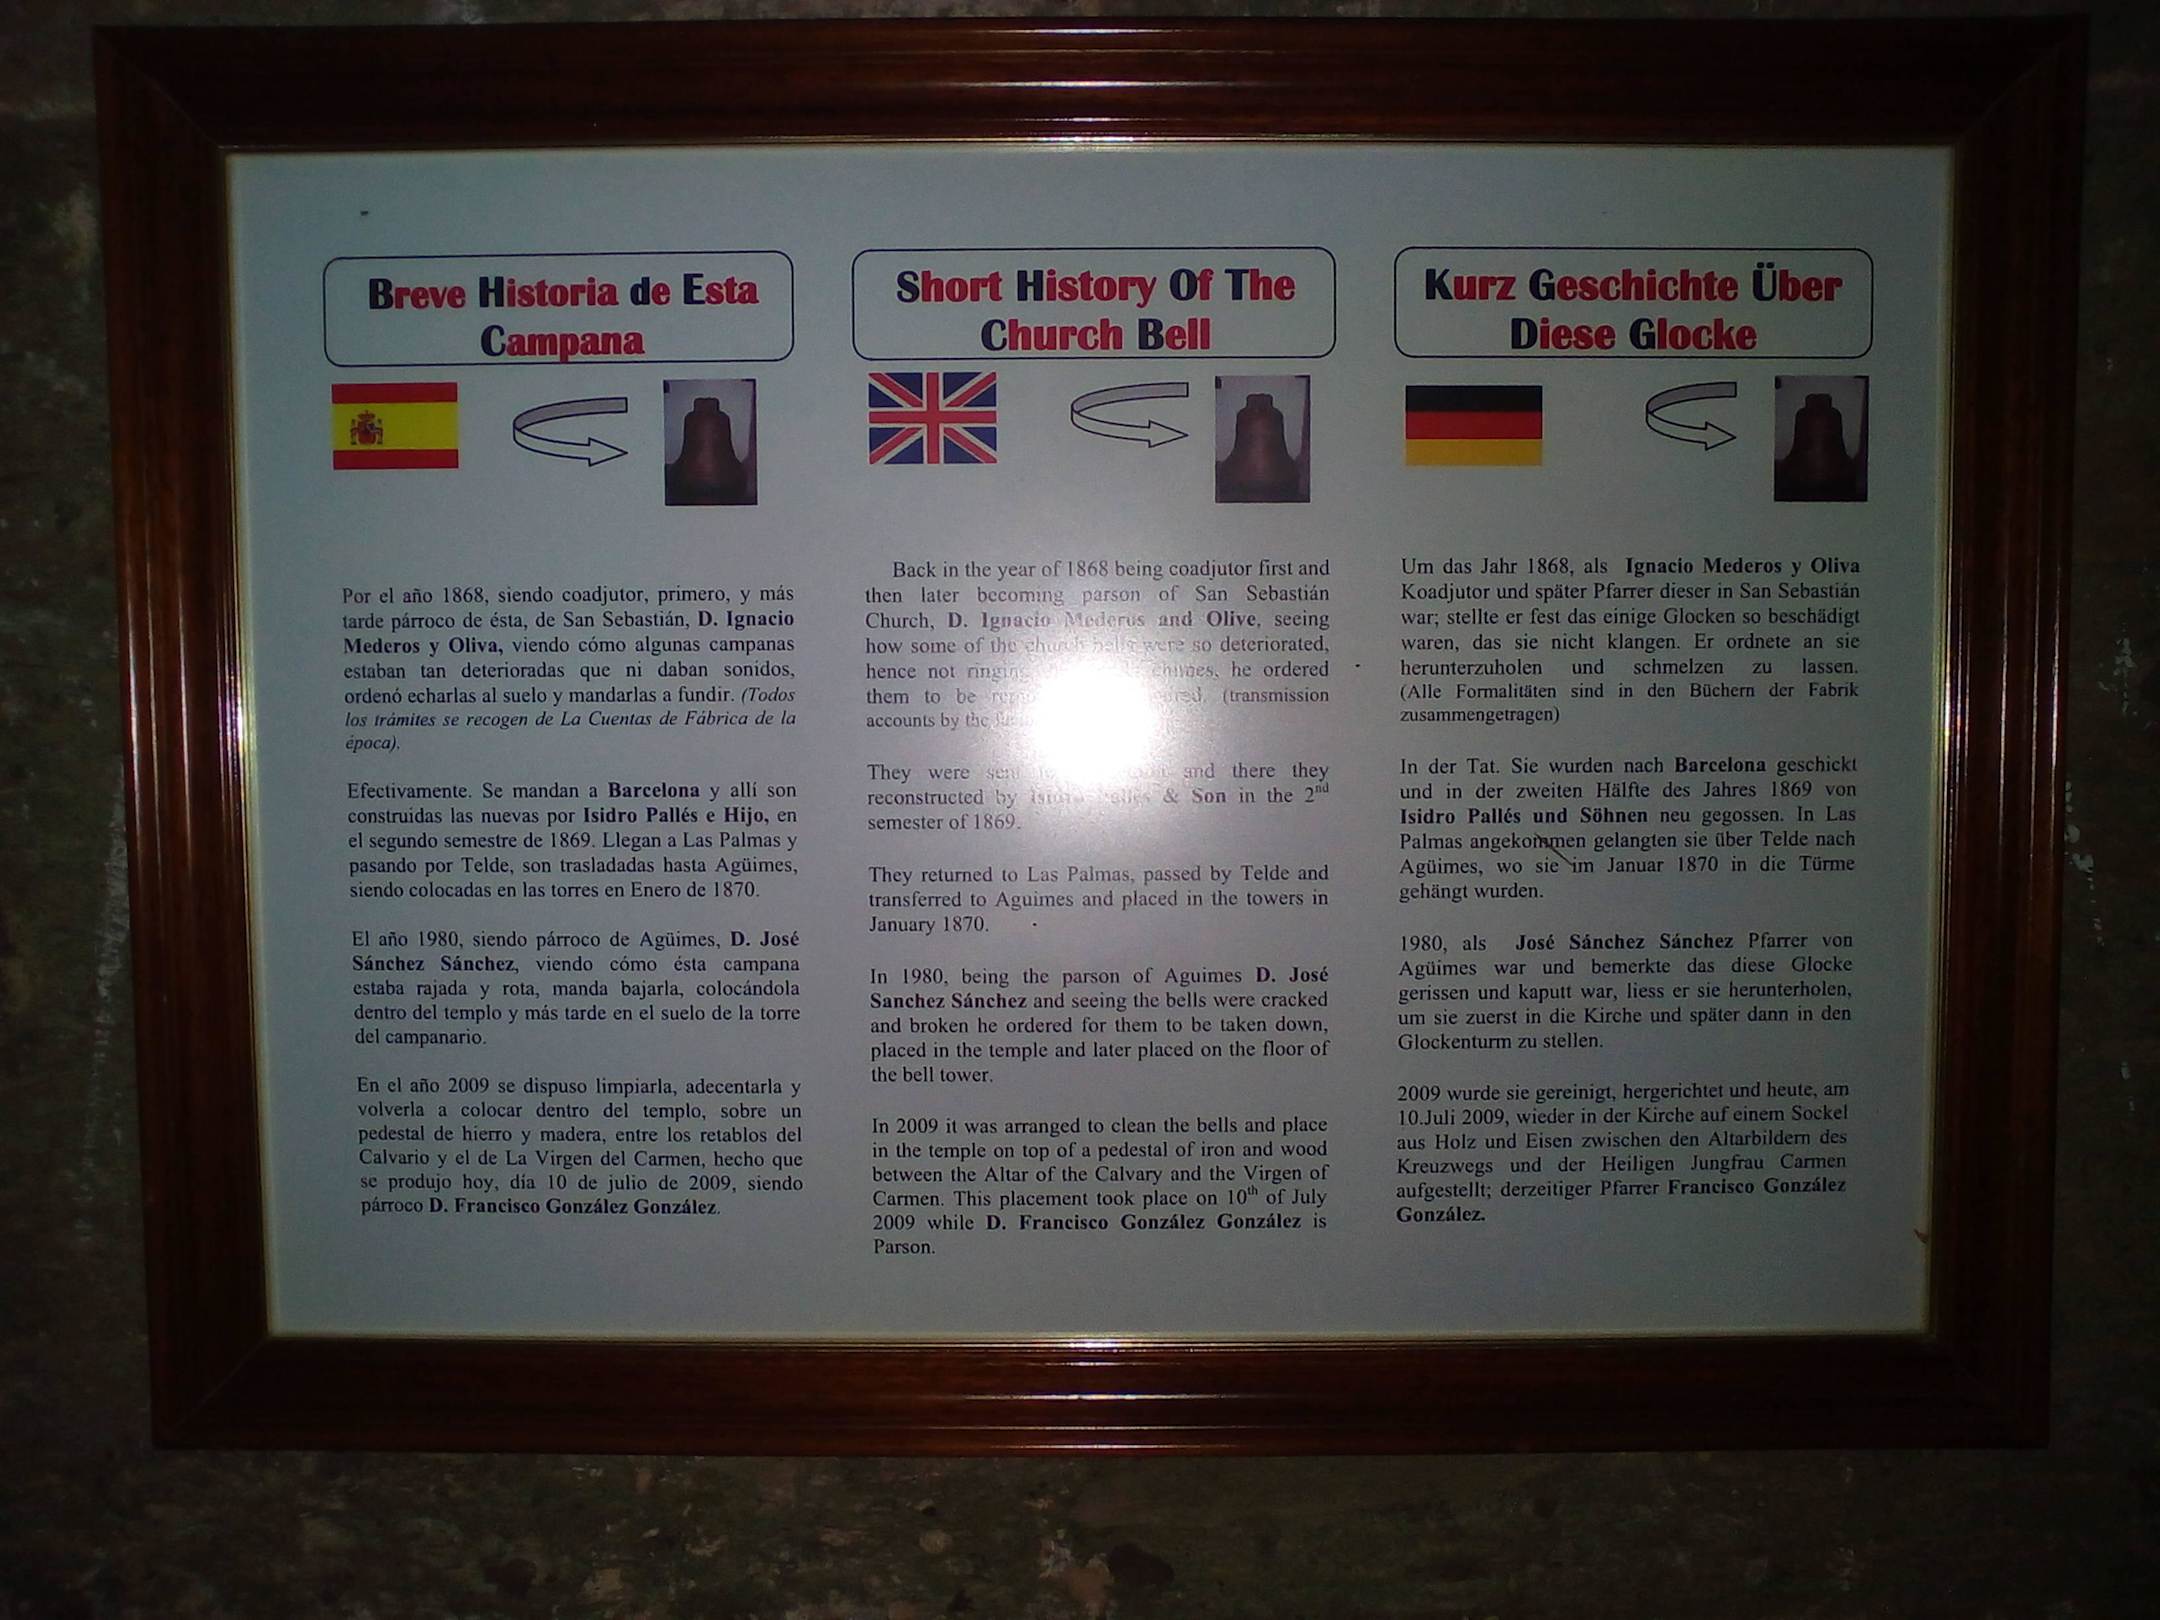 Breve Historia de Esta
Campana
Por el año 1868, siendo coadjutor, primero, y más
tarde párroco de ésta, de San Sebastián, D. Ignacio
Mederos y Oliva, viendo cómo algunas campanas
estaban tan deterioradas que ni daban sonidos,
ordenó echarlas al suelo y mandarlas a fundir. (Todos
los trámites se recogen de La Cuentas de Fábrica de la
época).
Efectivamente. Se mandan a Barcelona y allí son
construidas las nuevas por Isidro Pallés e Hijo, en
el segundo semestre de 1869. Llegan a Las Palmas y
pasando por Telde, son trasladadas hasta Agüimes,
siendo colocadas en las torres en Enero de 1870.
El año 1980, siendo párroco de Agüimes, D. José
Sánchez Sánchez, viendo cómo ésta campana
estaba rajada y rota, manda bajarla, colocándola
dentro del templo y más tarde en el suelo de la torre
del campanario.
En el año 2009 se dispuso limpiarla, adecentarla y
volverla a colocar dentro del templo, sobre un
pedestal de hierro y madera, entre los retablos del
Calvario y el de La Virgen del Carmen, hecho que
se produjo hoy, día 10 de julio de 2009, siendo
párroco D. Francisco González González.
Short History Of The
Church Bell
Back in the year of 1868 being coadjutor first and
then later becoming parson of San Sebastián
Church, D. Ignacio Mederos and Olive, seeing
how some of the church bells were so deteriorated,
hence not ringing chimes, he ordered
them to be (transmission
accounts by the
They were sent and there they
reconstructed by Isidro Pallés & Son in the 2nd
semester of 1869.
They returned to Las Palmas, passed by Telde and
transferred to Aguimes and placed in the towers in
January 1870.
In 1980, being the parson of Aguimes D. José
Sanchez Sánchez and seeing the bells were cracked
and broken he ordered for them to be taken down,
placed in the temple and later placed on the floor of
the bell tower.
In 2009 it was arranged to clean the bells and place
in the temple on top of a pedestal of iron and wood
between the Altar of the Calvary and the Virgen of
Carmen. This placement took place on 10th of July
2009 while D. Francisco González González is
Parson.
Kurz Geschichte Über
Diese Glocke
Um das Jahr 1868, als Ignacio Mederos y Oliva
Koadjutor und später Pfarrer dieser in San Sebastián
war; stellte er fest das einige Glocken so beschädigt
waren, das sie nicht klangen. Er ordnete an sie
herunterzuholen und schmelzen zu lassen.
(Alle Formalitäten sind in den Büchern der Fabrik
zusammengetragen)
In der Tat. Sie wurden nach Barcelona geschickt
und in der zweiten Hälfte des Jahres 1869 von
Isidro Pallés und Söhnen neu gegossen. In Las
Palmas angekommen gelangten sie über Telde nach
Agüimes, wo sie im Januar 1870 in die Türme
gehängt wurden.
1980, als José Sánchez Sánchez Pfarrer von
Agüimes war und bemerkte das diese Glocke
gerissen und kaputt war, liess er sie herunterholen,
um sie zuerst in die Kirche und später dann in den
Glockenturm zu stellen.
2009 wurde sie gereinigt, hergerichtet und heute, am
10.Juli 2009, wieder in der Kirche auf einem Sockel
aus Holz und Eisen zwischen den Altarbildern des
Kreuzwegs und der Heiligen Jungfrau Carmen
aufgestellt; derzeitiger Pfarrer Francisco González
González.